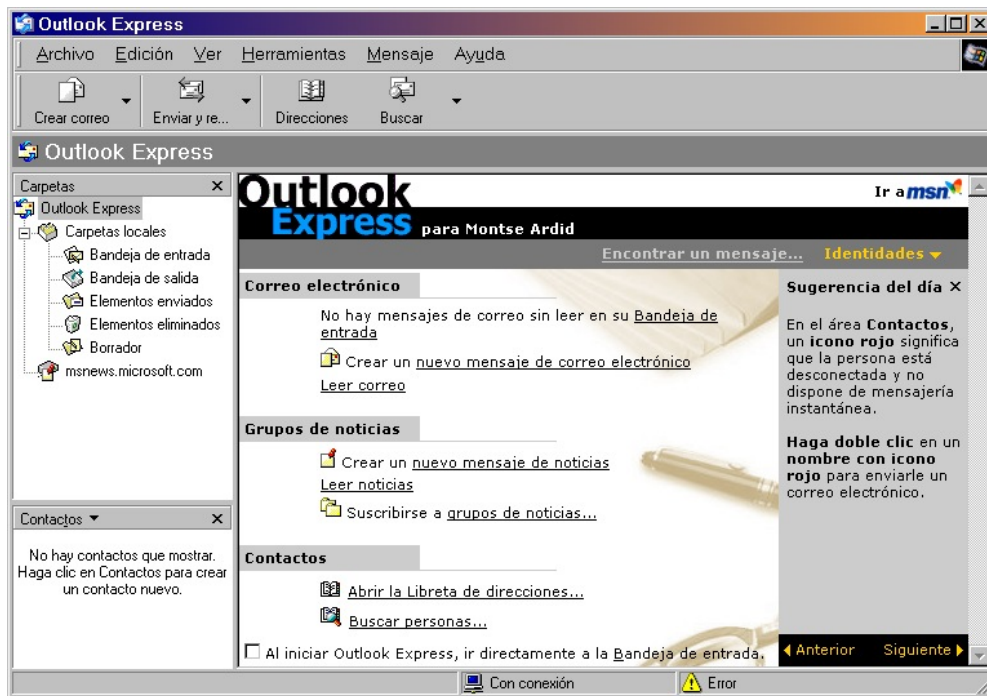 Outlook Express
Archivo Edición Ver Herramientas Mensaje Ayuda
Crear correo Enviar y re... Direcciones Buscar
Outlook Express
Carpetas
Outlook Express
Carpetas locales
Bandeja de entrada
Bandeja de salida
Elementos enviados
Elementos eliminados
Borrador
msnews.microsoft.com
Contactos
No hay contactos que mostrar.
Haga clic en Contactos para crear
un contacto nuevo.
Outlook
Express para Montse Ardid
Ir a msn
Encontrar un mensaje... Identidades
Correo electrónico
No hay mensajes de correo sin leer en su Bandeja de
entrada
Crear un nuevo mensaje de correo electrónico
Leer correo
Grupos de noticias
Crear un nuevo mensaje de noticias
Leer noticias
Suscribirse a grupos de noticias...
Contactos
Abrir la Libreta de direcciones...
Buscar personas...
Al iniciar Outlook Express, ir directamente a la Bandeja de entrada.
Sugerencia del día X
En el área Contactos,
un icono rojo significa
que la persona está
desconectada y no
dispone de mensajería
instantánea.
Haga doble clic en un
nombre con icono
rojo para enviarle un
correo electrónico.
Anterior Siguiente
Con conexión
Error